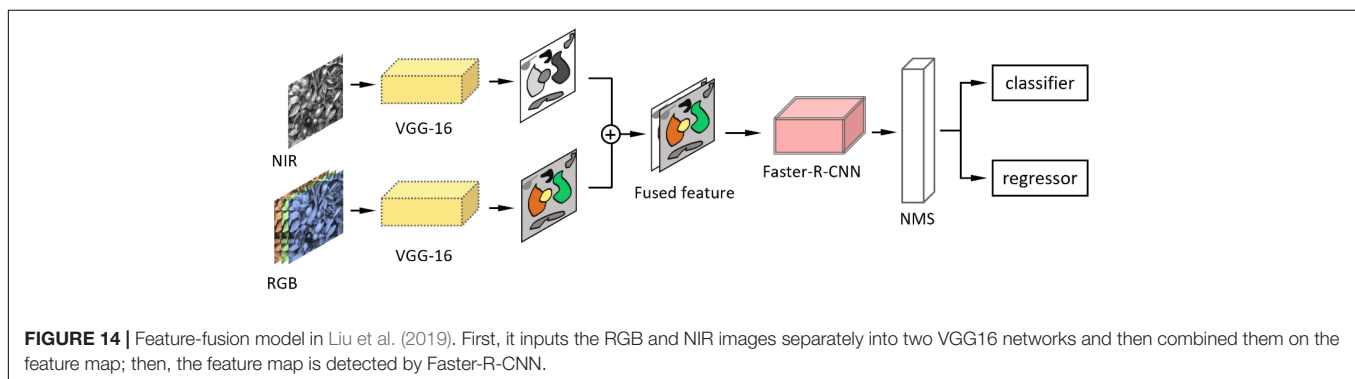 NIR
VGG-16
RGB
VGG-16
+
Fused feature
Faster-R-CNN
NMS
classifier
regressor
FIGURE 14 | Feature-fusion model in Liu et al. (2019). First, it inputs the RGB and NIR images separately into two VGG16 networks and then combined them on the
feature map; then, the feature map is detected by Faster-R-CNN.